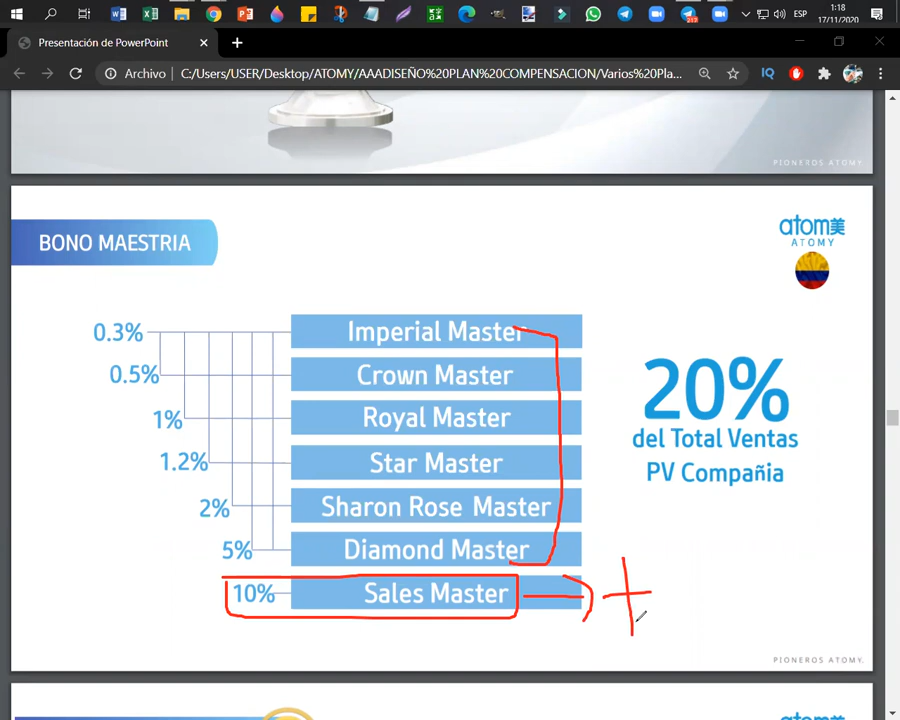 1:18
ESP
17/11/2020
Presentación de PowerPoint
Archivo
C:/Users/USER/Desktop/ATOMY/AAADISEÑO%20PLAN%20COMPENSACION/Varios%20Pla...
IQ
PIONEROS ATOMY.
BONO MAESTRIA
atom美
ATOMY
0.3%
Imperial Master
0.5%
Crown Master
1%
Royal Master
1.2%
Star Master
2%
Sharon Rose Master
5%
Diamond Master
10%
Sales Master
20%
del Total Ventas
PV Compañia
PIONEROS ATOMY.